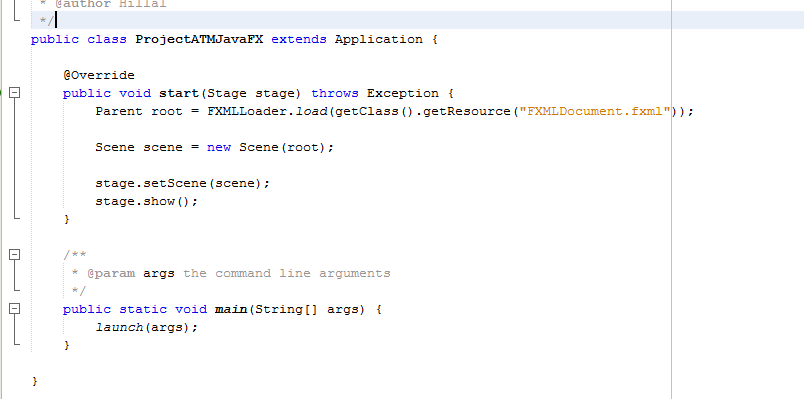 * @author Hillal
*/
public class ProjectATMJavaFX extends Application {
@Override
public void start(Stage stage) throws Exception {
Parent root = FXMLLoader.load(getClass().getResource("FXMLDocument.fxml"));
Scene scene = new Scene(root);
stage.setScene(scene);
stage.show();
}
/**
* @param args the command line arguments
*/
public static void main(String[] args) {
launch(args);
}
}